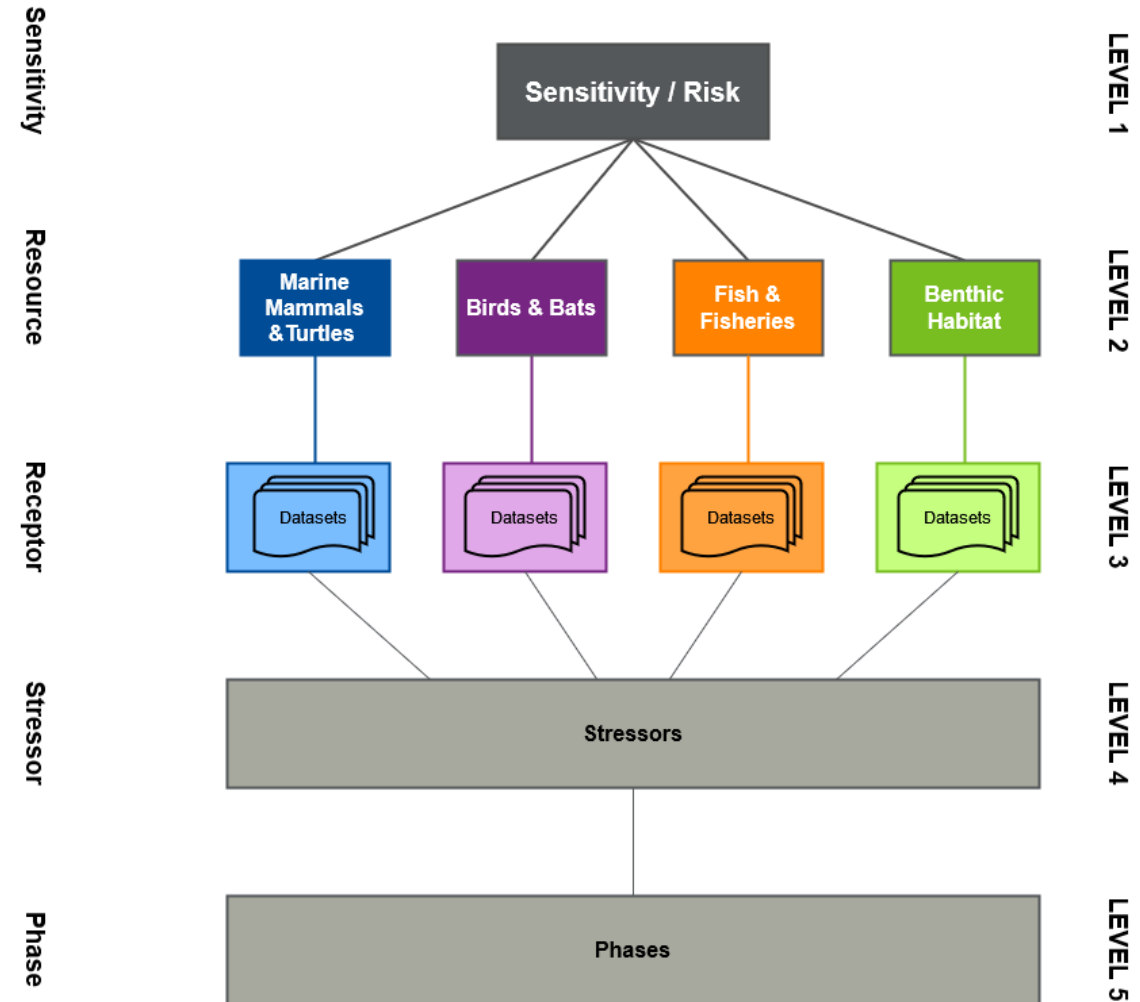 Sensitivity
Sensitivity / Risk
LEVEL 1
Resource
Marine
Mammals
& Turtles
Birds & Bats
Fish &
Fisheries
Benthic
Habitat
LEVEL 2
Receptor
Datasets
Datasets
Datasets
Datasets
LEVEL 3
Stressor
Stressors
LEVEL 4
Phase
Phases
LEVEL 5